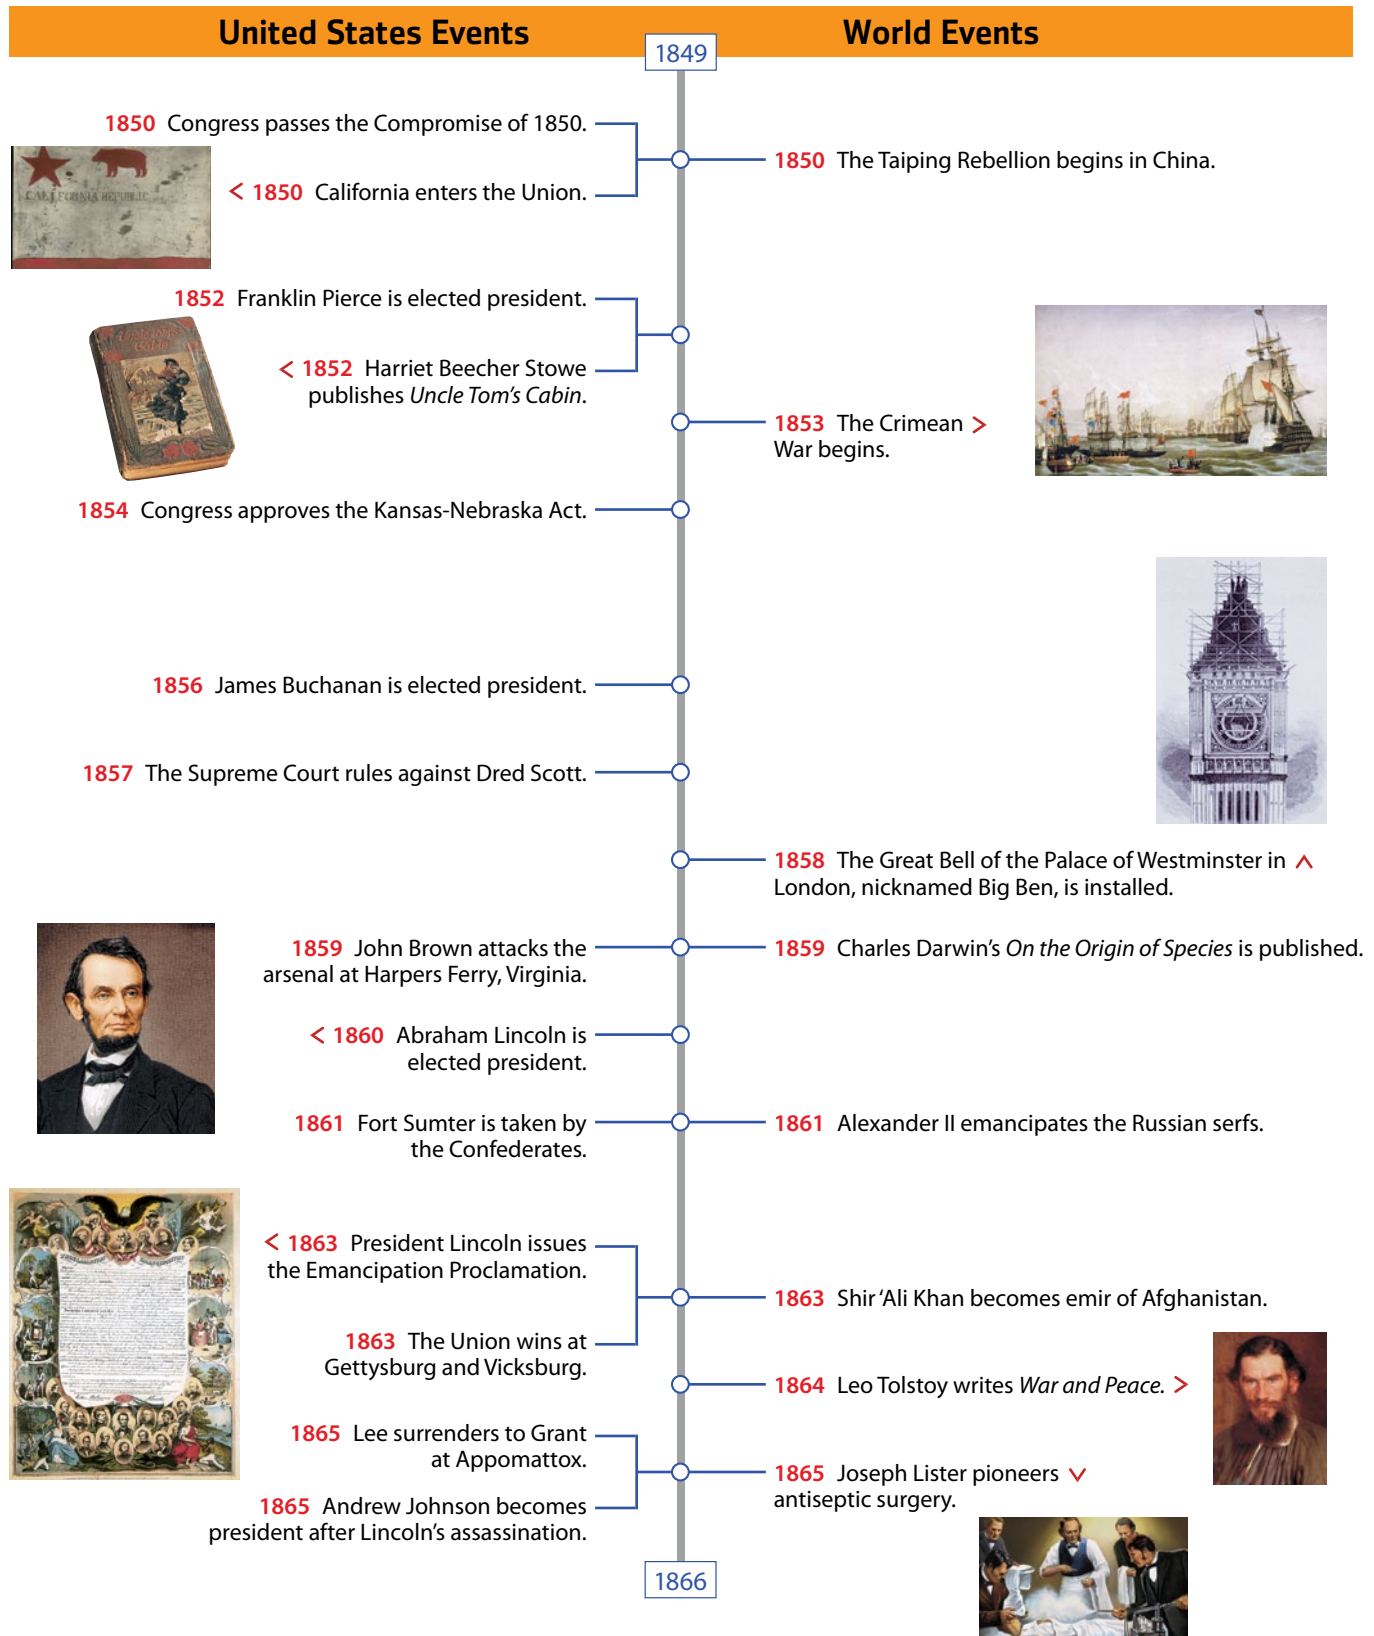 United States Events
World Events
1849
1850 Congress passes the Compromise of 1850.
1850 The Taiping Rebellion begins in China.
CALIFORNIA REPUBLIC
< 1850 California enters the Union.
1852 Franklin Pierce is elected president.
< 1852 Harriet Beecher Stowe
publishes Uncle Tom's Cabin.
1853 The Crimean >
War begins.
1854 Congress approves the Kansas-Nebraska Act.
1856 James Buchanan is elected president.
1857 The Supreme Court rules against Dred Scott.
1858 The Great Bell of the Palace of Westminster in ^
London, nicknamed Big Ben, is installed.
1859 John Brown attacks the
arsenal at Harpers Ferry, Virginia.
1859 Charles Darwin's On the Origin of Species is published.
< 1860 Abraham Lincoln is
elected president.
1861 Fort Sumter is taken by
the Confederates.
1861 Alexander II emancipates the Russian serfs.
< 1863 President Lincoln issues
the Emancipation Proclamation.
1863 Shir 'Ali Khan becomes emir of Afghanistan.
1863 The Union wins at
Gettysburg and Vicksburg.
1864 Leo Tolstoy writes War and Peace. >
1865 Lee surrenders to Grant
at Appomattox.
1865 Joseph Lister pioneers ˅
antiseptic surgery.
1865 Andrew Johnson becomes
president after Lincoln's assassination.
1866